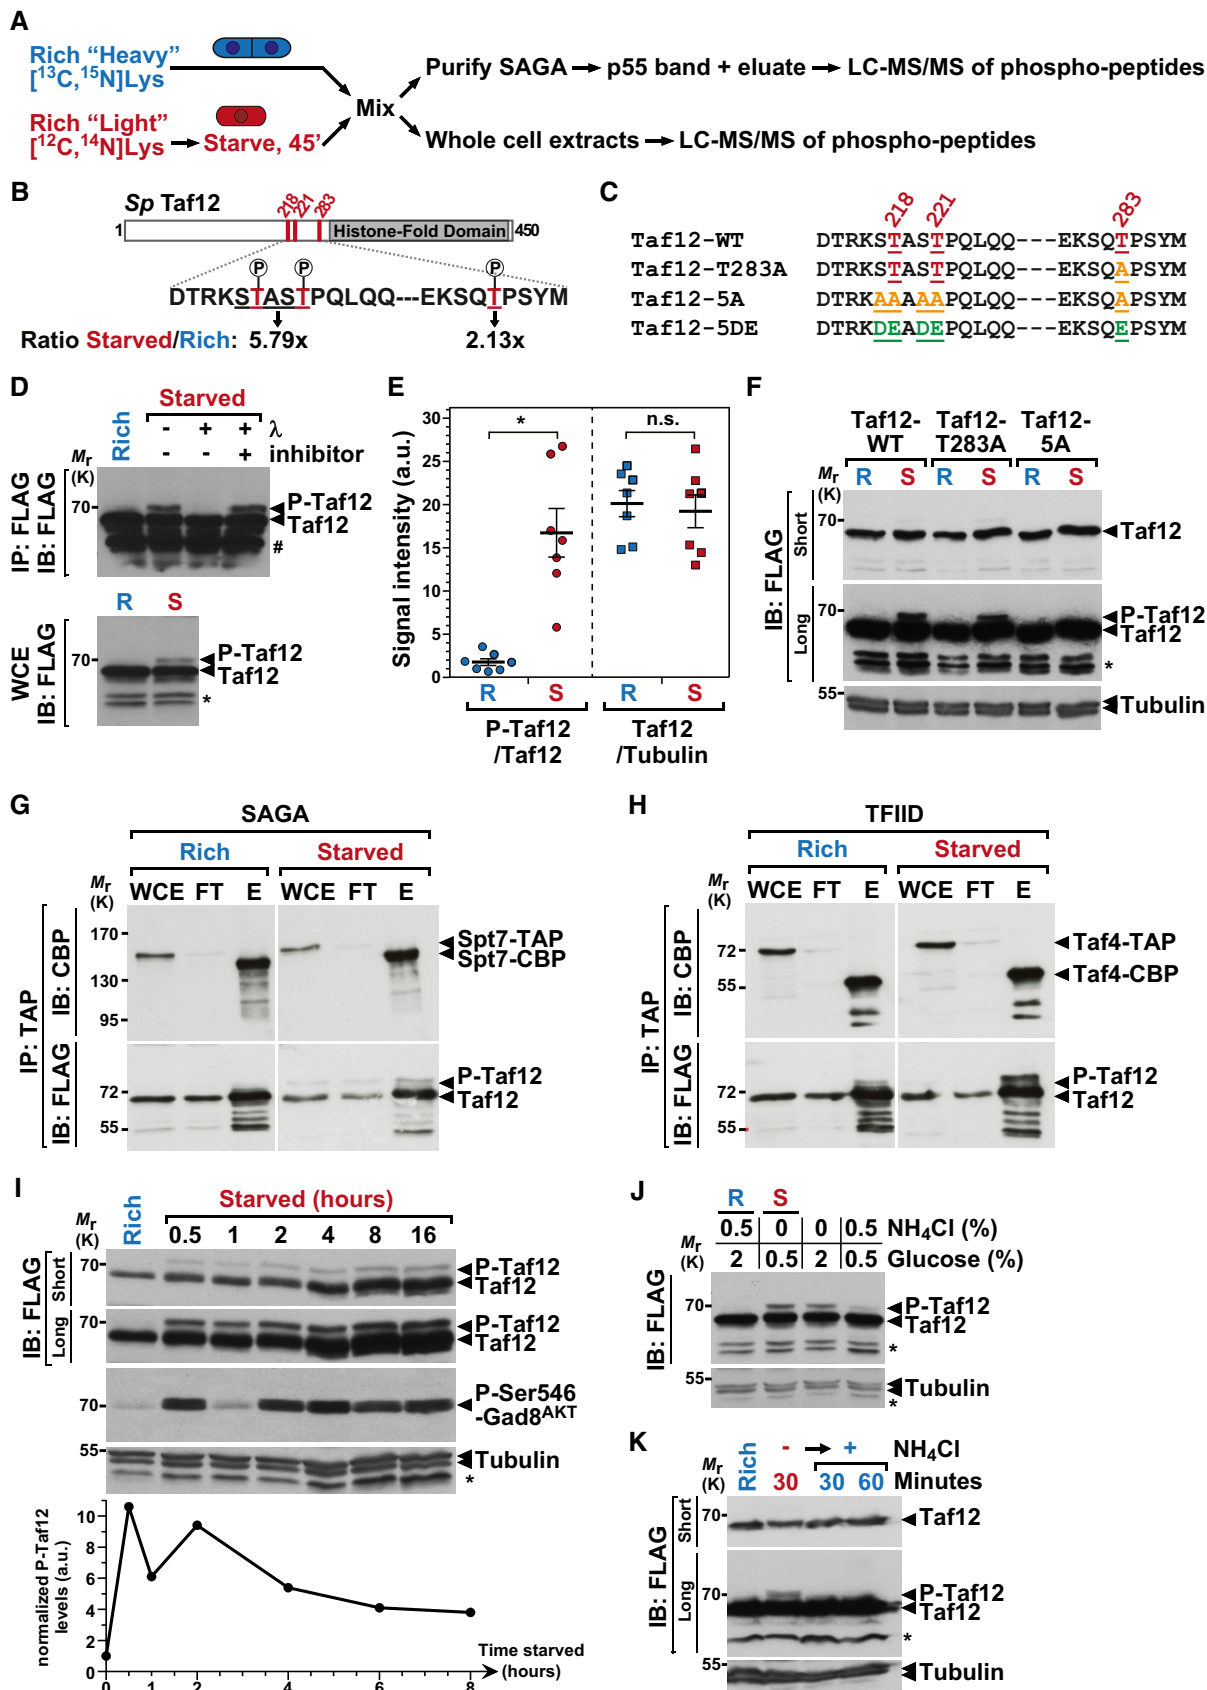 A
Rich "Heavy"
[¹³C,¹⁵N]Lys
Rich "Light"
[¹²C,¹⁴N]Lys
Starve, 45'
Mix
Purify SAGA
p55 band + eluate
LC-MS/MS of phospho-peptides
Whole cell extracts
LC-MS/MS of phospho-peptides
B
Sp Taf12
218 221 283
1
Histone-Fold Domain
450
P P P
DTRKSTASTPQLQQ---EKSQTPSYM
Ratio Starved/Rich: 5.79x 2.13x
C
218 221 283
Taf12-WT DTRKSTASTPQLQQ---EKSQTPSYM
Taf12-T283A DTRKSTASTPQLQQ---EKSQAPSYM
Taf12-5A DTRKAAAAAPQLQQ---EKSQAPSYM
Taf12-5DE DTRKDEADEPQLQQ---EKSQEPSYM
D
Starved
Rich
- + + λ
- - + inhibitor
Mr
(K)
IP: FLAG
IB: FLAG
70
P-Taf12
Taf12
#
R S
WCE
IB: FLAG
70
P-Taf12
Taf12
*
E
Signal intensity (a.u.)
30
25
20
15
10
5
0
*
n.s.
R S R S
P-Taf12
/Taf12
Taf12
/Tubulin
F
Taf12-
WT
Taf12-
T283A
Taf12-
5A
Mr
(K)
R S R S R S
IB: FLAG
Short
70
Taf12
Long
70
P-Taf12
Taf12
*
55
Tubulin
G
SAGA
Rich Starved
Mr
(K)
WCE FT E WCE FT E
IP: TAP
IB: CBP
170
130
95
Spt7-TAP
Spt7-CBP
IB: FLAG
72
55
P-Taf12
Taf12
H
TFIID
Rich Starved
Mr
(K)
WCE FT E WCE FT E
IP: TAP
IB: CBP
72
55
Taf4-TAP
Taf4-CBP
IB: FLAG
72
55
P-Taf12
Taf12
I
Rich
Starved (hours)
Mr
(K)
0.5 1 2 4 8 16
IB: FLAG
Short
70
P-Taf12
Taf12
Long
70
P-Taf12
Taf12
70
P-Ser546
-Gad8ᴬᴷᵀ
55
Tubulin
*
normalized P-Taf12
levels (a.u.)
10
8
6
4
2
0
0 1 2 4 6 8
Time starved
(hours)
J
R S
0.5 0 0 0.5 NH₄Cl (%)
2 0.5 2 0.5 Glucose (%)
Mr
(K)
IB: FLAG
70
P-Taf12
Taf12
*
55
Tubulin
*
K
Rich
- + NH₄Cl
30 30 60 Minutes
Mr
(K)
IB: FLAG
Short
70
Taf12
Long
70
P-Taf12
Taf12
*
55
Tubulin